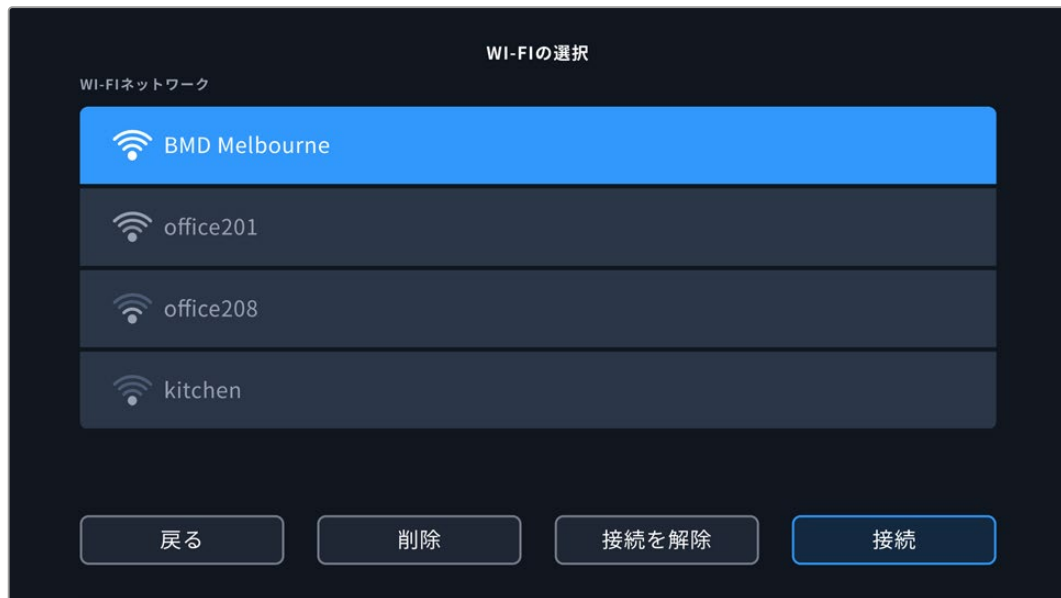 WI-FIの選択
WI-FIネットワーク
BMD Melbourne
office201
office208
kitchen
戻る 削除 接続を解除 接続